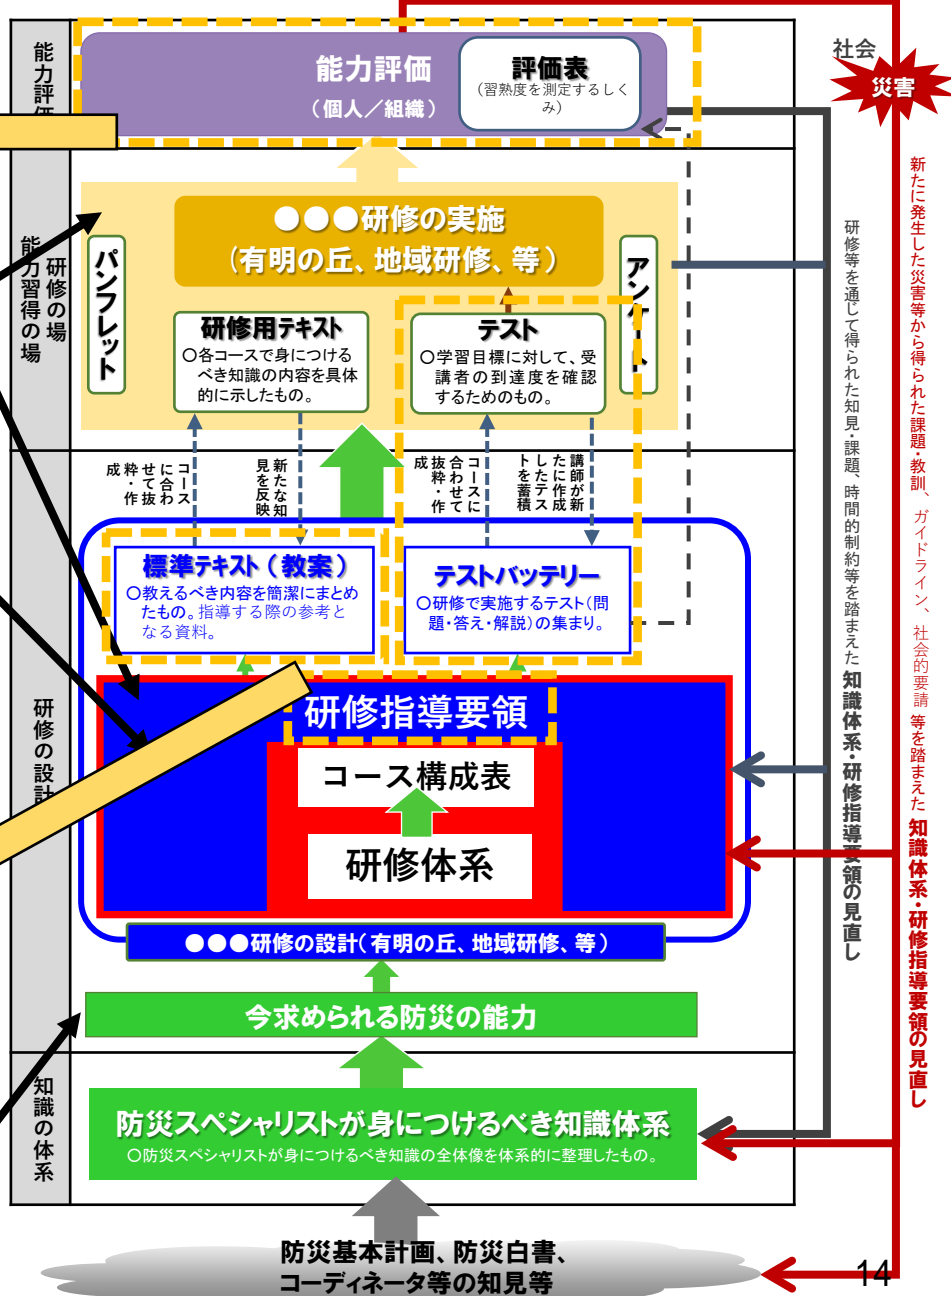 能力評価
能力評価
（個人／組織）
評価表
（習熟度を測定するしく
み）
社会
災害
能力習得の場
研修の場
●●●研修の実施
（有明の丘、地域研修、等）
パンフレット
アンケート
研修用テキスト
○各コースで身につける
べき知識の内容を具体
的に示したもの。
テスト
○学習目標に対して、受
講者の到達度を確認
するためのもの。
コース
に合わ
せて抜
粋・作
成
新たな知
見を反映
コースに
合わせて
抜粋・作
成
講師が新
たに作成
したテス
トを蓄積
研修の設計
標準テキスト（教案）
○教えるべき内容を簡潔にまとめ
たもの。指導する際の参考と
なる資料。
テストバッテリー
○研修で実施するテスト(問
題・答え・解説)の集まり。
研修指導要領
コース構成表
研修体系
●●●研修の設計(有明の丘、地域研修、等)
今求められる防災の能力
知識の体系
防災スペシャリストが身につけるべき知識体系
○防災スペシャリストが身につけるべき知識の全体像を体系的に整理したもの。
防災基本計画、防災白書、
コーディネータ等の知見等
研修等を通じて得られた知見・課題、時間的制約等を踏まえた 知識体系・研修指導要領の見直し
新たに発生した災害等から得られた課題・教訓、ガイドライン、社会的要請 等を踏まえた 知識体系・研修指導要領の見直し
14